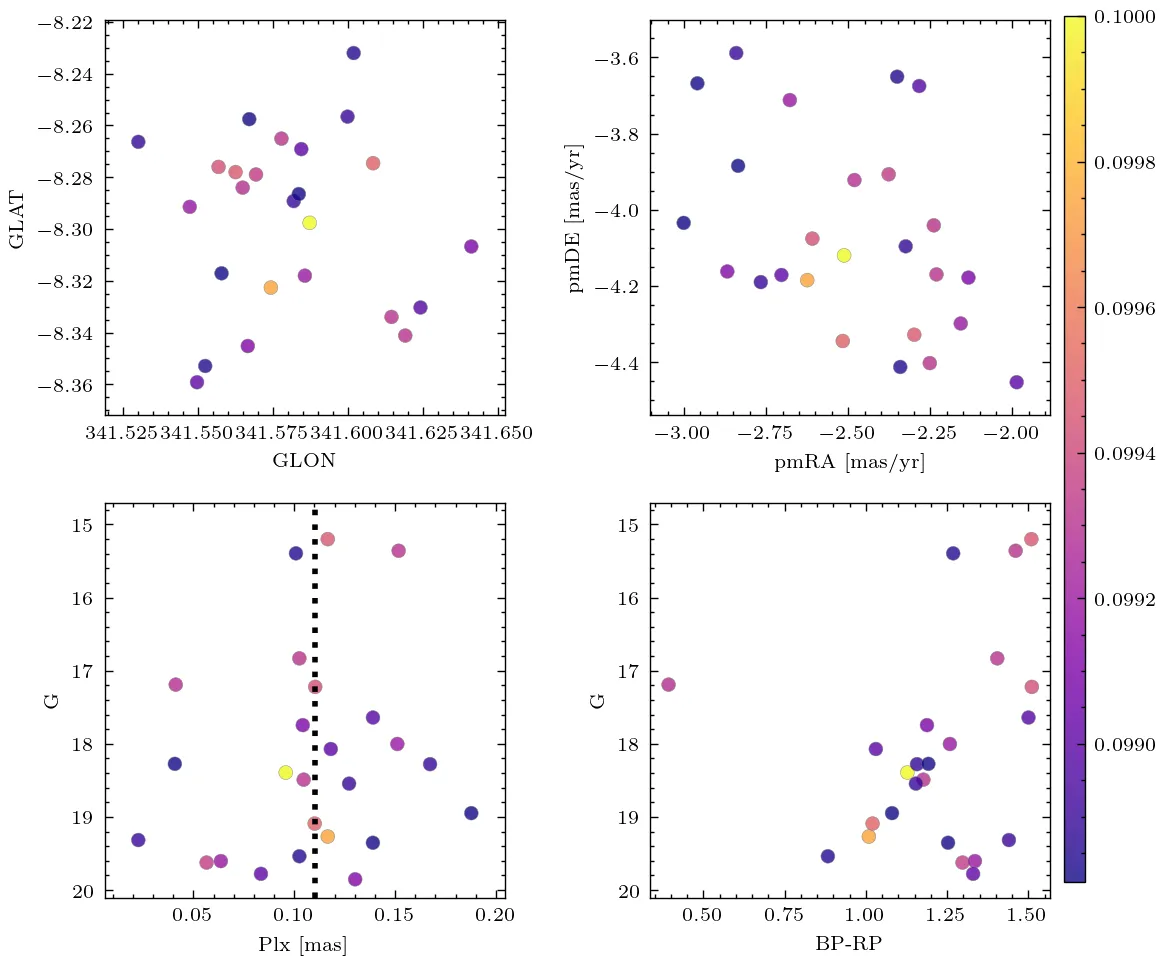 −8.22
−8.24
−8.26
−8.28
−8.30
−8.32
−8.34
−8.36
GLAT
341.525 341.550 341.575 341.600 341.625 341.650
GLON
−3.6
−3.8
−4.0
−4.2
−4.4
pmDE [mas/yr]
−3.00 −2.75 −2.50 −2.25 −2.00
pmRA [mas/yr]
0.1000
0.0998
0.0996
0.0994
0.0992
0.0990
15
16
17
18
19
20
G
0.05 0.10 0.15 0.20
Plx [mas]
15
16
17
18
19
20
G
0.50 0.75 1.00 1.25 1.50
BP-RP